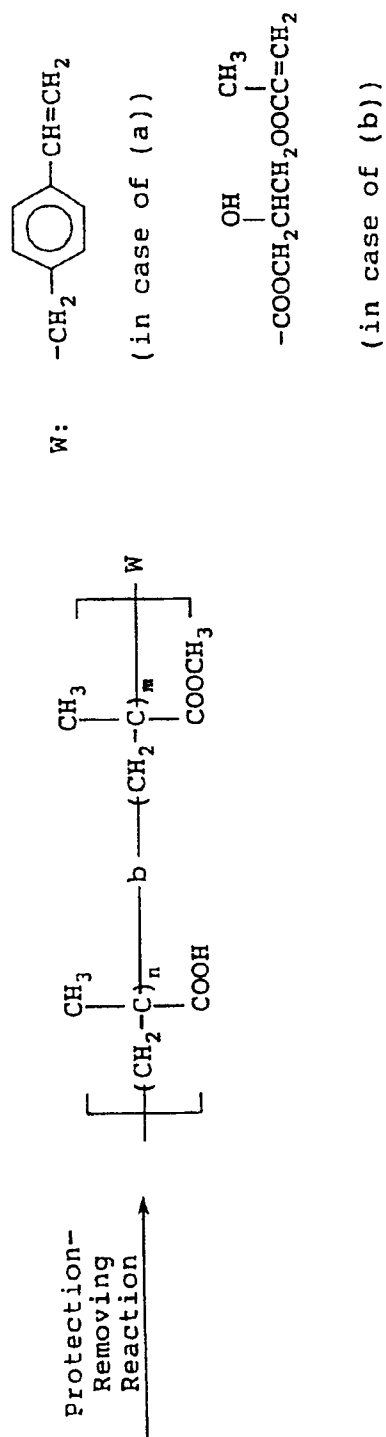 Protection-
Removing
Reaction
CH3 CH3
(CH2-C)n b (CH2-C)m W
COOH COOCH3
W: -CH2 CH=CH2
(in case of (a))
OH CH3
-COOCH2CHCH2OOCC=CH2
(in case of (b))